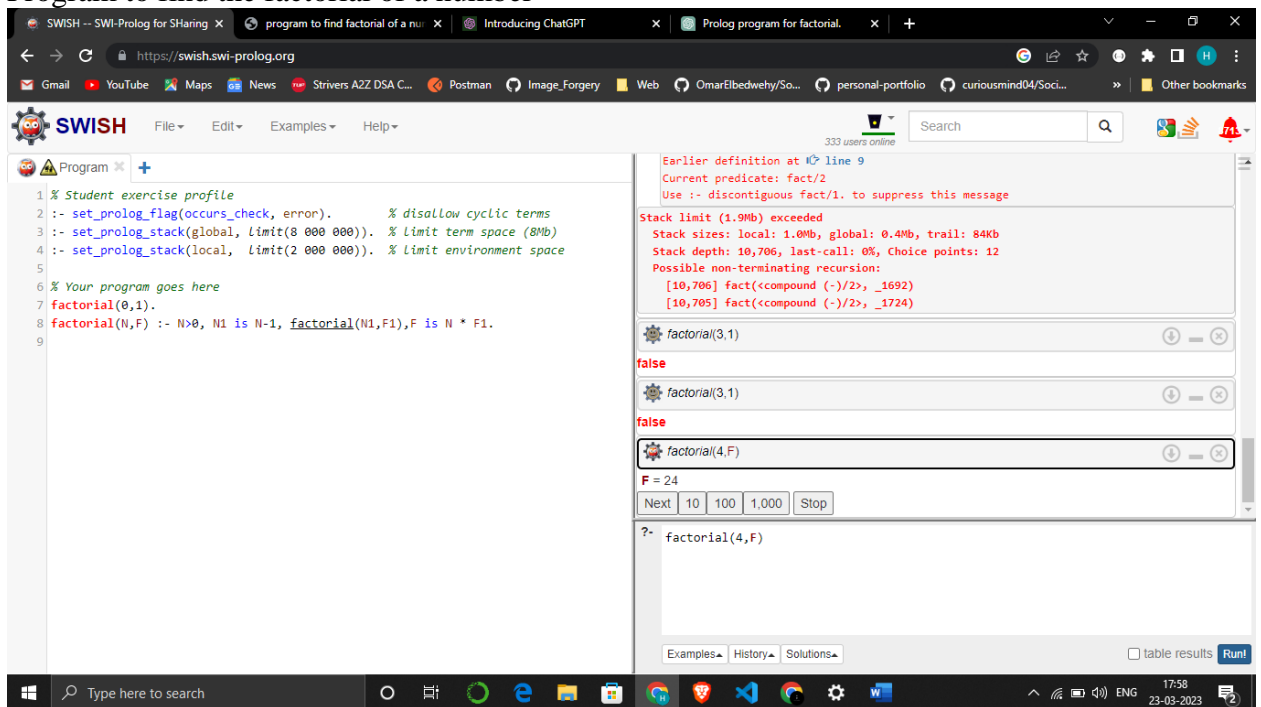 Program to find the factorial of a number
SWISH -- SWI-Prolog for SHaring
program to find factorial of a nur
Introducing ChatGPT
Prolog program for factorial.
https://swish.swi-prolog.org
Gmail YouTube Maps News Strivers A2Z DSA C... Postman Image_Forgery Web OmarElbedwehy/So... personal-portfolio curiousmind04/Soci... » Other bookmarks
SWISH File Edit Examples Help 333 users online Search
Program
1 % Student exercise profile
2 :- set_prolog_flag(occurs_check, error). % disallow cyclic terms
3 :- set_prolog_stack(global, limit(8 000 000)). % limit term space (8Mb)
4 :- set_prolog_stack(local, limit(2 000 000)). % limit environment space
5
6 % Your program goes here
7 factorial(0,1).
8 factorial(N,F) :- N>0, N1 is N-1, factorial(N1,F1),F is N * F1.
9
Earlier definition at line 9
Current predicate: fact/2
Use :- discontiguous fact/1. to suppress this message
Stack limit (1.9Mb) exceeded
Stack sizes: local: 1.0Mb, global: 0.4Mb, trail: 84Kb
Stack depth: 10,706, last-call: 0%, Choice points: 12
Possible non-terminating recursion:
[10,706] fact(<compound (-)/2>, _1692)
[10,705] fact(<compound (-)/2>, _1724)
factorial(3,1)
false
factorial(3,1)
false
factorial(4,F)
F = 24
Next 10 100 1,000 Stop
?- factorial(4,F)
Examples History Solutions table results Run!
Type here to search
ENG
17:58
23-03-2023